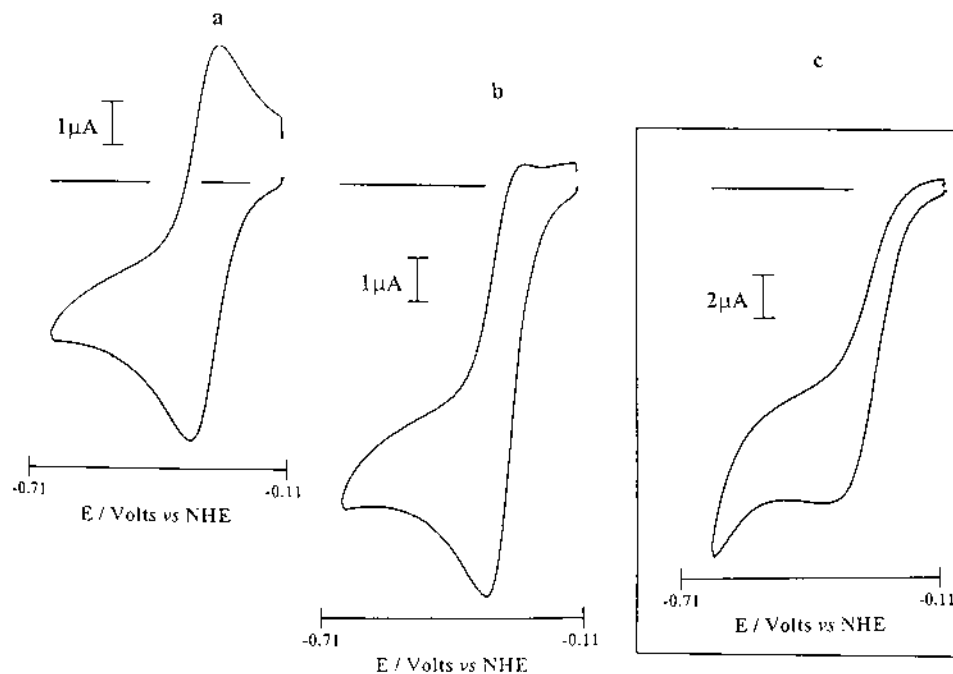 a
1µA
-0.71
-0.11
E / Volts vs NHE
b
1µA
-0.71
-0.11
E / Volts vs NHE
c
2µA
-0.71
-0.11
E / Volts vs NHE